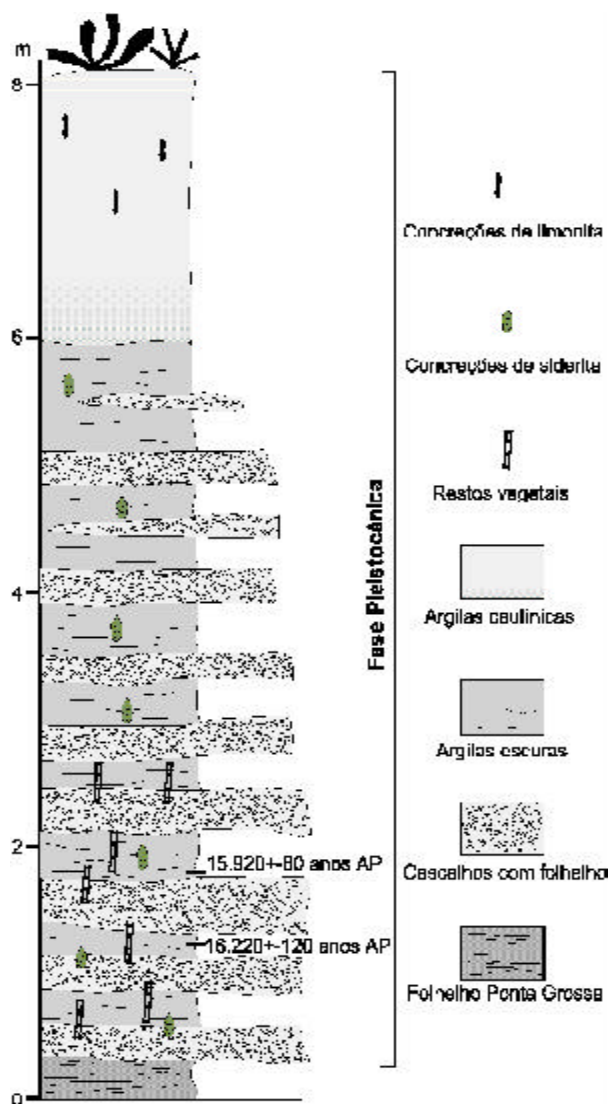 m
8
6
4
2
0
15.920+-80 anos AP
16.220+-120 anos AP
Fase Pleistocênica
Concreções de limonita
Concreções de siderita
Restos vegetais
Argilas caulínicas
Argilas escuras
Cascalhos com folhelho
Folhelho Ponta Grossa